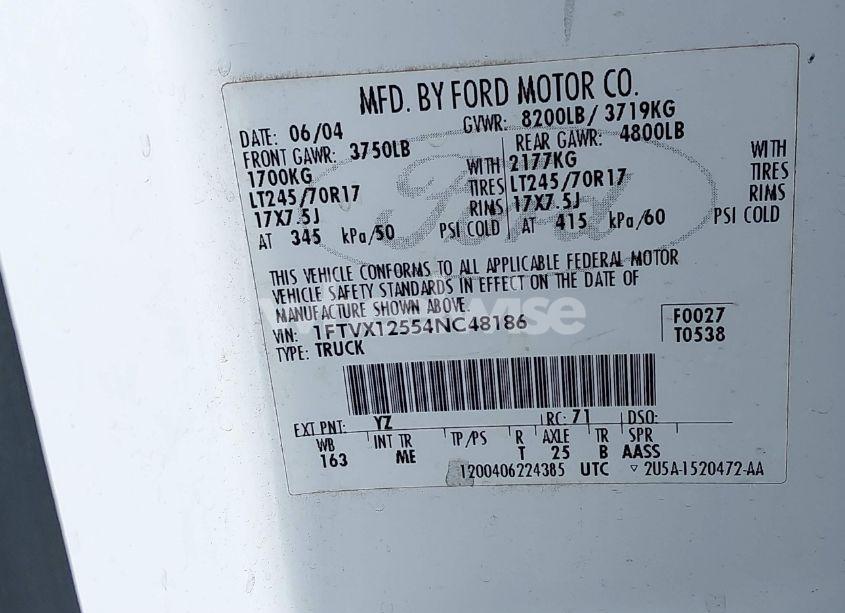 MFD. BY FORD MOTOR CO.
DATE: 06/04 GVWR: 8200LB/ 3719KG
FRONT GAWR: 3750LB REAR GAWR: 4800LB
1700KG WITH 2177KG WITH
LT245/70R17 TIRES LT245/70R17 TIRES
17X7.5J RIMS 17X7.5J RIMS
AT 345 kPa/50 PSI COLD AT 415 kPa/60 PSI COLD
Ford
THIS VEHICLE CONFORMS TO ALL APPLICABLE FEDERAL MOTOR
VEHICLE SAFETY STANDARDS IN EFFECT ON THE DATE OF
MANUFACTURE SHOWN ABOVE.
VIN: 1FTVX12554NC48186 F0027
TYPE: TRUCK T0538
EXT PNT: YZ RC: 71 DSO:
WB INT TR TP/PS R AXLE TR SPR
163 ME T 25 B AASS
1200406224385 UTC ▽ 2U5A-1520472-AA